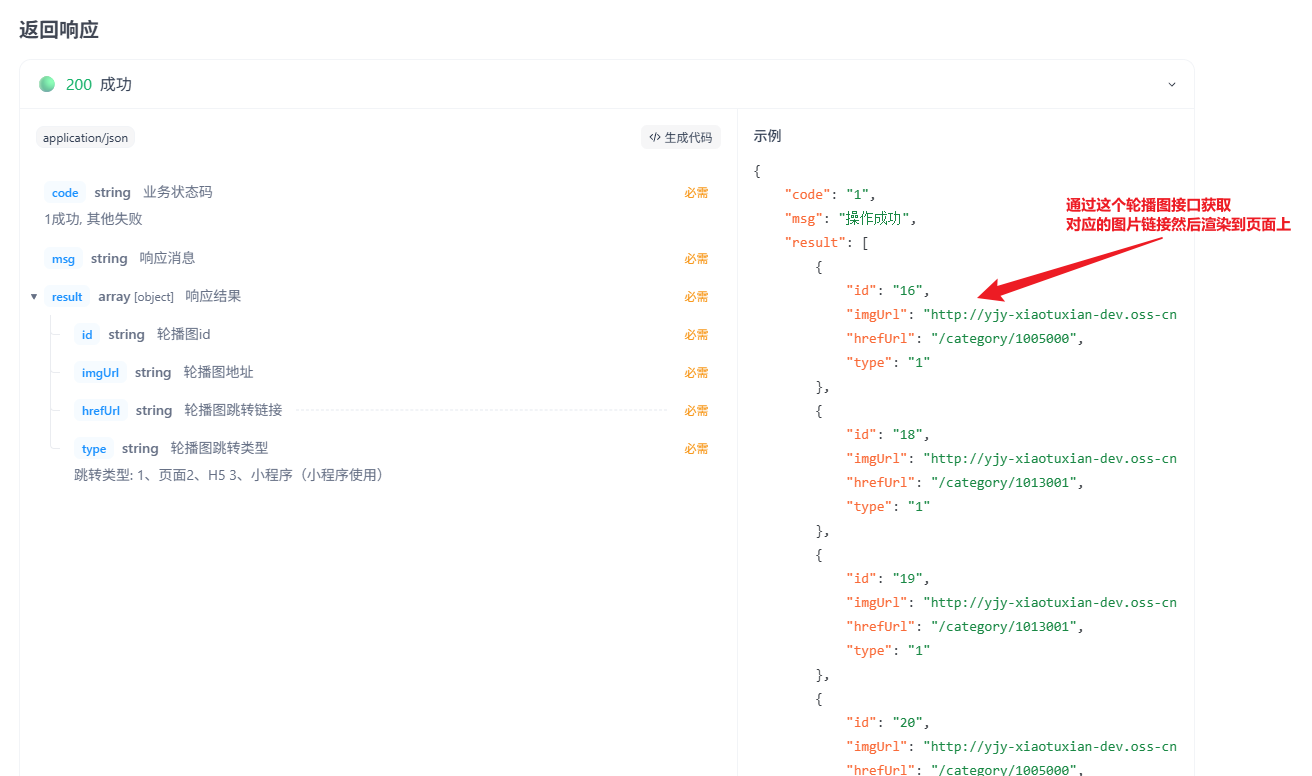 返回响应
200 成功
application/json
生成代码
code string 业务状态码 必需
1成功, 其他失败
msg string 响应消息 必需
result array [object] 响应结果 必需
id string 轮播图id 必需
imgUrl string 轮播图地址 必需
hrefUrl string 轮播图跳转链接 必需
type string 轮播图跳转类型 必需
跳转类型: 1、页面2、H5 3、小程序（小程序使用）
示例
{
"code": "1",
"msg": "操作成功",
"result": [
{
"id": "16",
"imgUrl": "http://yjy-xiaotuxian-dev.oss-cn
"hrefUrl": "/category/1005000",
"type": "1"
},
{
"id": "18",
"imgUrl": "http://yjy-xiaotuxian-dev.oss-cn
"hrefUrl": "/category/1013001",
"type": "1"
},
{
"id": "19",
"imgUrl": "http://yjy-xiaotuxian-dev.oss-cn
"hrefUrl": "/category/1013001",
"type": "1"
},
{
"id": "20",
"imgUrl": "http://yjy-xiaotuxian-dev.oss-cn
"hrefUrl": "/category/1005000",
通过这个轮播图接口获取
对应的图片链接然后渲染到页面上